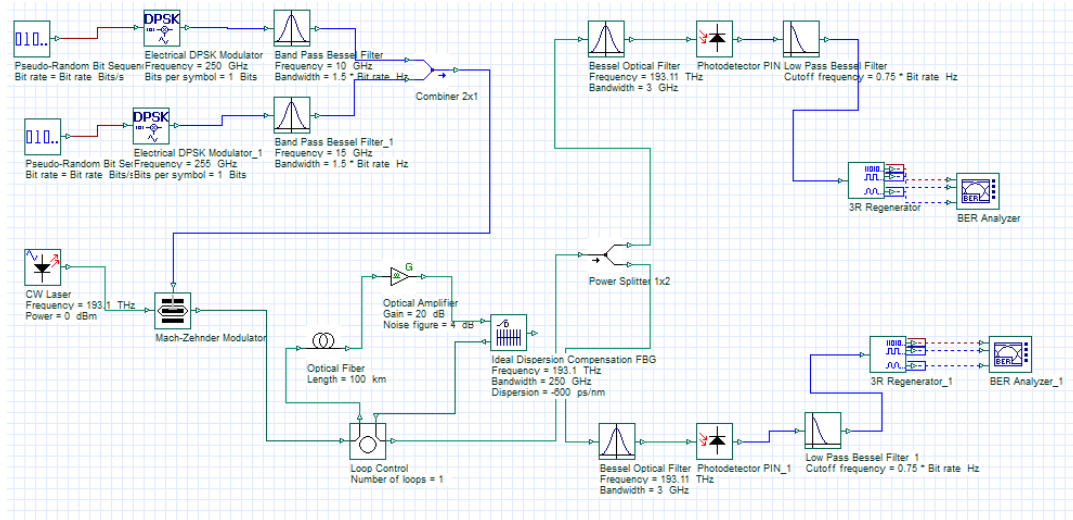 DPSK
Pseudo-Random Bit Sequen
Bit rate = Bit rate Bits/s
Electrical DPSK Modulator
Frequency = 250 GHz
Bits per symbol = 1 Bits
Band Pass Bessel Filter
Frequency = 10 GHz
Bandwidth = 1.5 * Bit rate Hz
Combiner 2x1
DPSK
Pseudo-Random Bit Se
Bit rate = Bit rate Bits/s
Electrical DPSK Modulator_1
Frequency = 255 GHz
Bits per symbol = 1 Bits
Band Pass Bessel Filter_1
Frequency = 15 GHz
Bandwidth = 1.5 * Bit rate Hz
Bessel Optical Filter
Frequency = 193.11 THz
Bandwidth = 3 GHz
Photodetector PIN
Low Pass Bessel Filter
Cutoff frequency = 0.75 * Bit rate Hz
3R Regenerator
BER
BER Analyzer
CW Laser
Frequency = 193.1 THz
Power = 0 dBm
Mach-Zehnder Modulator
G
Optical Amplifier
Gain = 20 dB
Noise figure = 4 dB
Optical Fiber
Length = 100 km
Ideal Dispersion Compensation FBG
Frequency = 193.1 THz
Bandwidth = 250 GHz
Dispersion = -600 ps/nm
Power Splitter 1x2
Loop Control
Number of loops = 1
3R Regenerator_1
BER
BER Analyzer_1
Bessel Optical Filter
Frequency = 193.11 THz
Bandwidth = 3 GHz
Photodetector PIN_1
Low Pass Bessel Filter_1
Cutoff frequency = 0.75 * Bit rate Hz